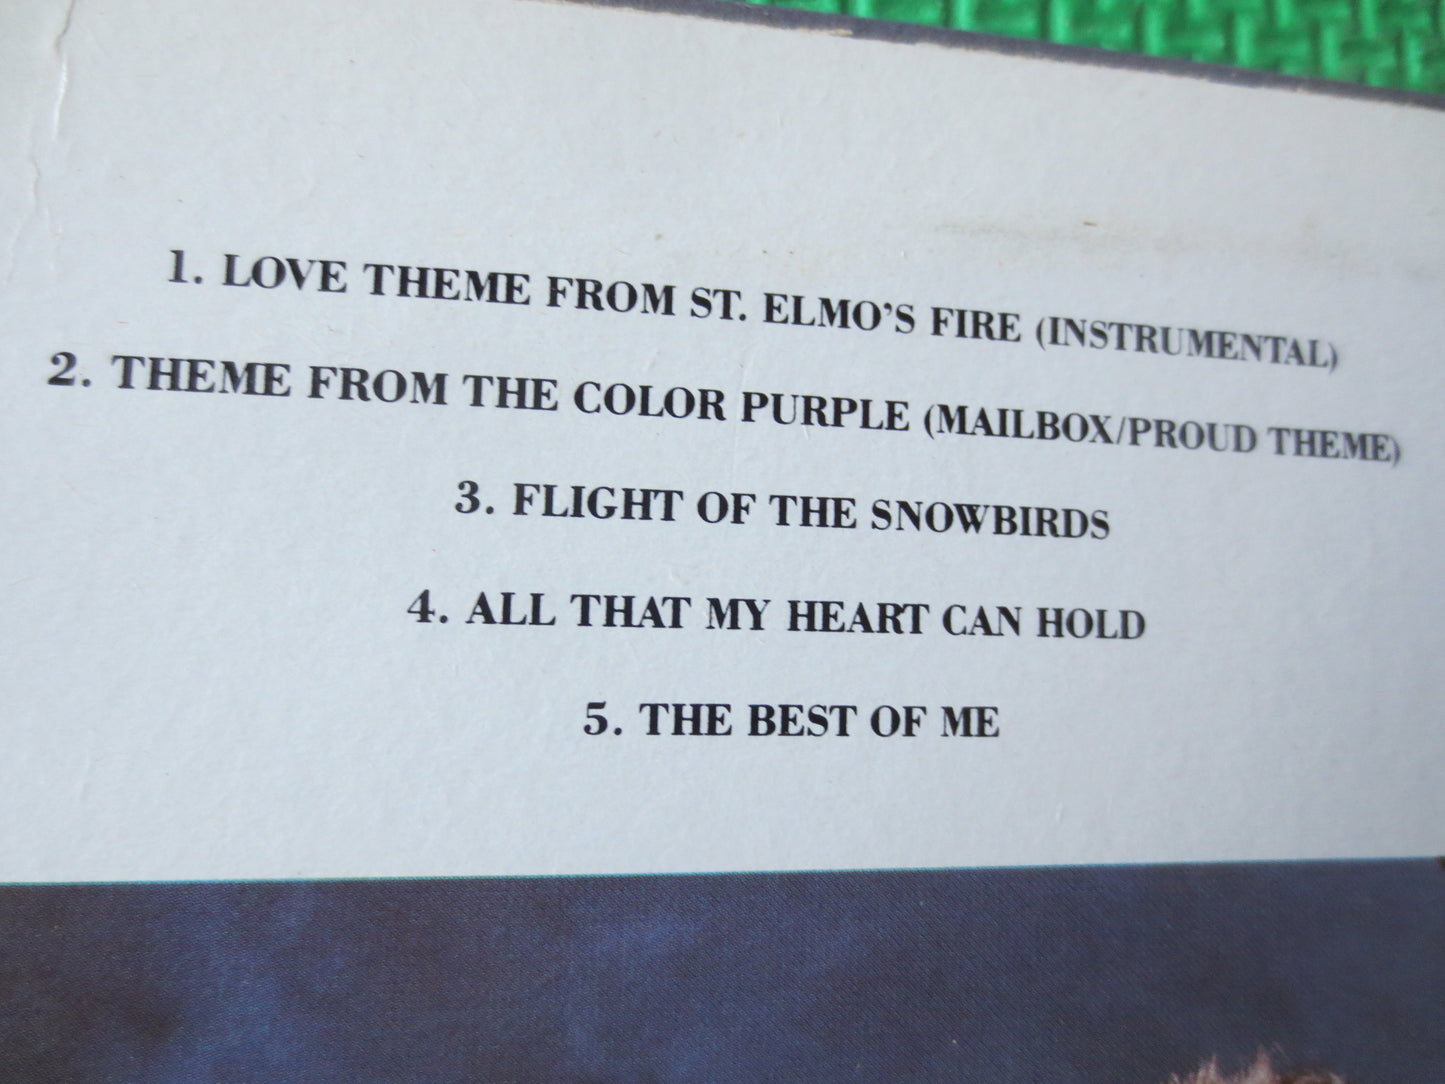 1. LOVE THEME FROM ST. ELMO'S FIRE (INSTRUMENTAL)
2. THEME FROM THE COLOR PURPLE (MAILBOX/PROUD THEME)
3. FLIGHT OF THE SNOWBIRDS
4. ALL THAT MY HEART CAN HOLD
5. THE BEST OF ME